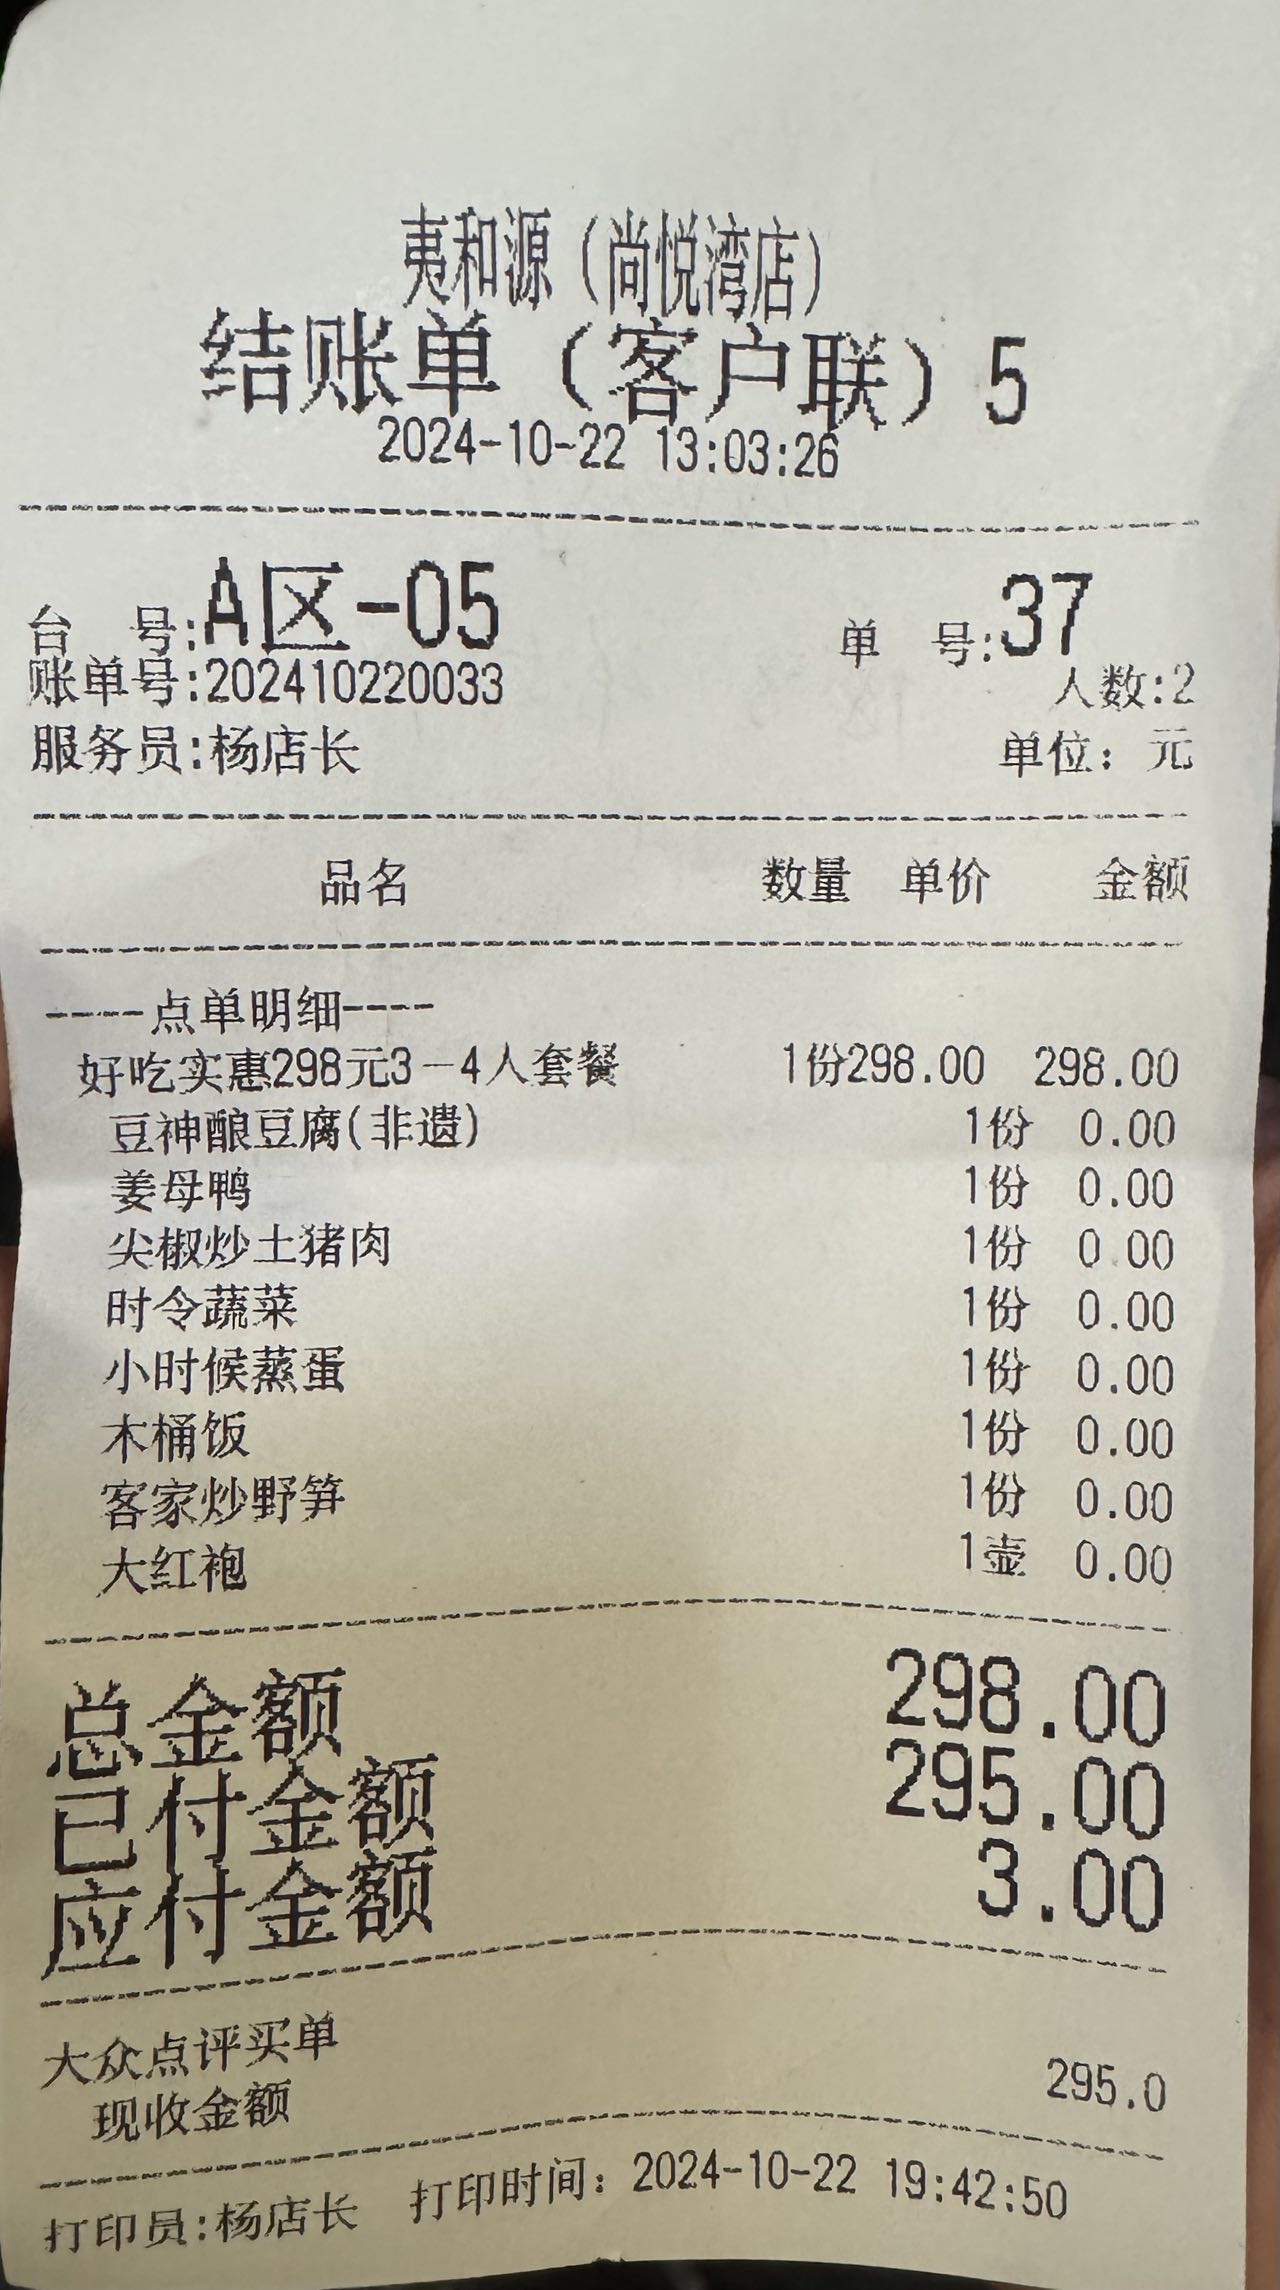 夷和源（尚悦湾店）
结账单（客户联）5
2024-10-22 13:03:26
台 号:A区-05 单 号:37
账单号:202410220033 人数:2
服务员:杨店长 单位：元
品名 数量 单价 金额
-----点单明细----
好吃实惠298元3－4人套餐 1份298.00 298.00
豆神酿豆腐(非遗) 1份 0.00
姜母鸭 1份 0.00
尖椒炒土猪肉 1份 0.00
时令蔬菜 1份 0.00
小时候蒸蛋 1份 0.00
木桶饭 1份 0.00
客家炒野笋 1份 0.00
大红袍 1壶 0.00
总金额 298.00
已付金额 295.00
应付金额 3.00
大众点评买单 295.0
现收金额
打印员:杨店长 打印时间：2024-10-22 19:42:50